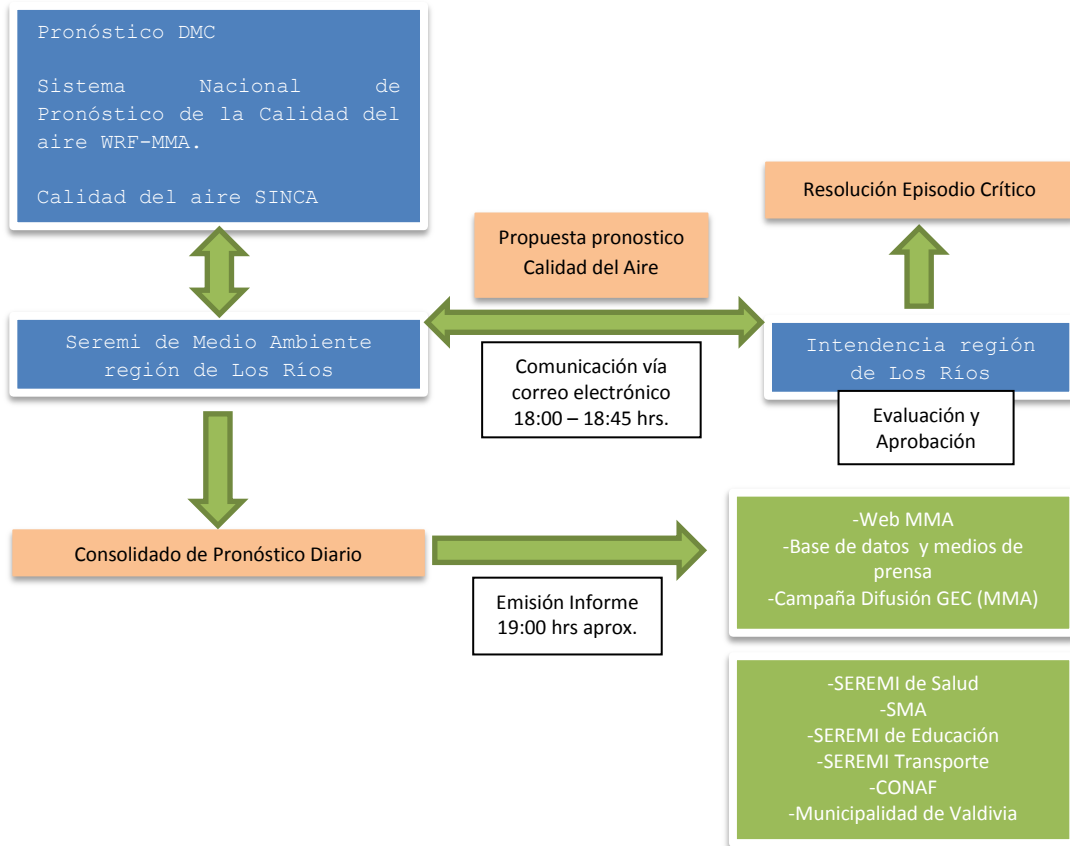 Pronóstico DMC
Sistema Nacional de
Pronóstico de la Calidad del
aire WRF-MMA.
Calidad del aire SINCA
Resolución Episodio Crítico
Propuesta pronostico
Calidad del Aire
Seremi de Medio Ambiente
región de Los Ríos
Comunicación vía
correo electrónico
18:00 – 18:45 hrs.
Intendencia región
de Los Ríos
Evaluación y
Aprobación
Consolidado de Pronóstico Diario
Emisión Informe
19:00 hrs aprox.
-Web MMA
-Base de datos y medios de
prensa
-Campaña Difusión GEC (MMA)
-SEREMI de Salud
-SMA
-SEREMI de Educación
-SEREMI Transporte
-CONAF
-Municipalidad de Valdivia